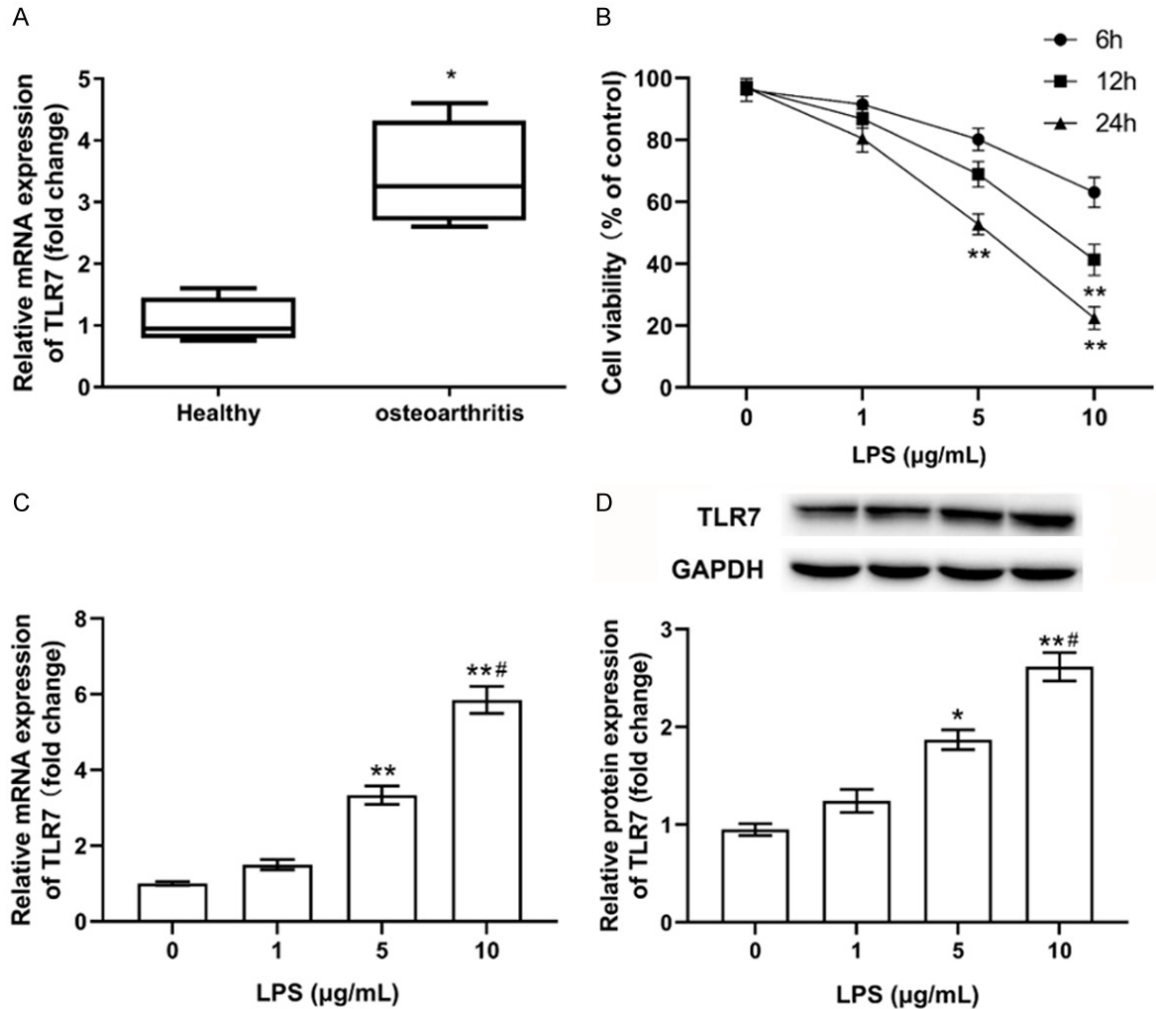 A
Relative mRNA expression
of TLR7 (fold change)
5
4
3
2
1
0
*
Healthy
osteoarthritis
B
6h
12h
24h
Cell viability (% of control)
100
80
60
40
20
0
**
**
**
0
1
5
10
LPS (µg/mL)
C
Relative mRNA expression
of TLR7 (fold change)
8
6
4
2
0
**
**#
0
1
5
10
LPS (µg/mL)
D
TLR7
GAPDH
Relative protein expression
of TLR7 (fold change)
3
2
1
0
*
**#
0
1
5
10
LPS (µg/mL)